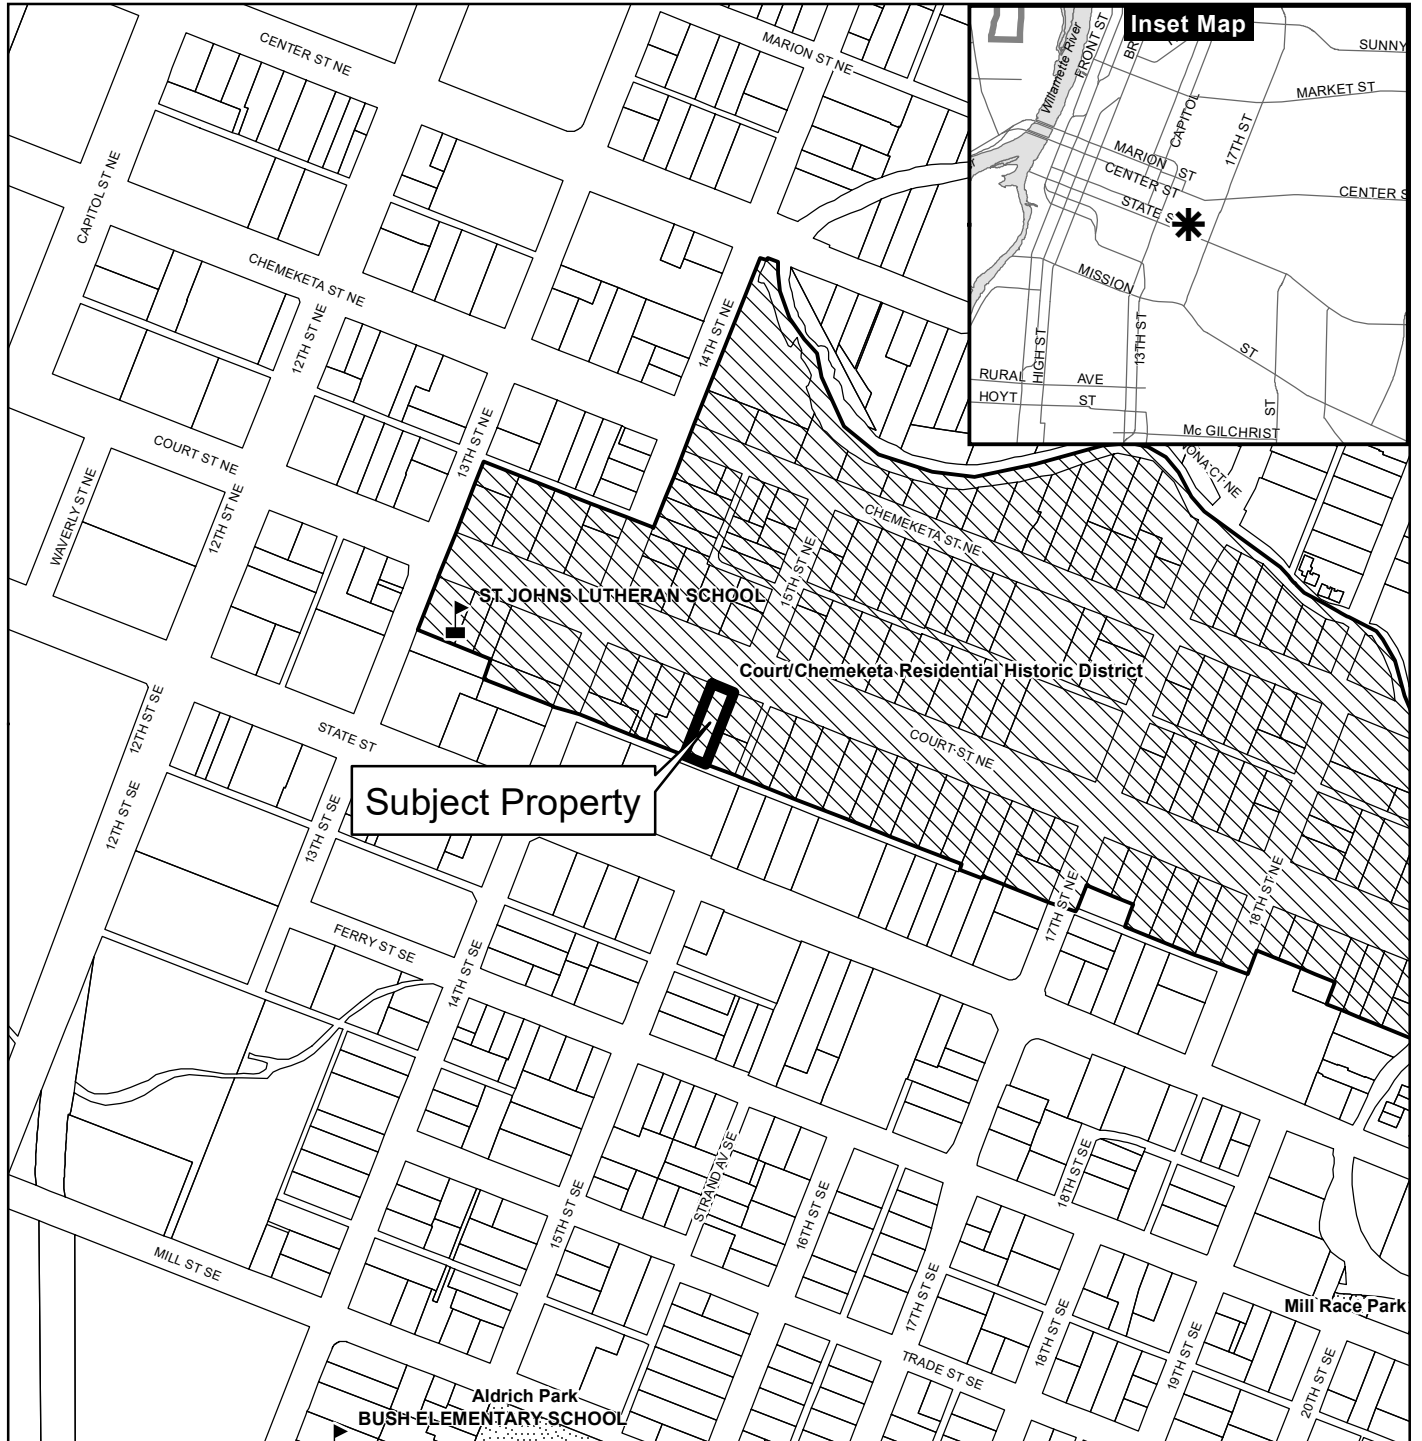 CENTER ST NE
MARION ST NE
CAPITOL ST NE
CHEMEKETA ST NE
12TH ST NE
14TH ST NE
COURT ST NE
13TH ST NE
WAVERLY ST NE
12TH ST NE
Inset Map
Willamette River
FRONT ST
SUNNY
MARKET ST
CAPITOL
17TH ST
MARION ST
CENTER ST
CENTER S
STATE S
MISSION
ST
13TH ST
HIGH ST
RURAL AVE
HOYT ST
ST
Mc GILCHRIST
CHEMEKETA ST NE
15TH ST NE
ST JOHNS LUTHERAN SCHOOL
Court/Chemeketa Residential Historic District
COURT ST NE
12TH ST SE
STATE ST
Subject Property
12TH ST SE
13TH ST SE
17TH ST NE
18TH ST NE
FERRY ST SE
14TH ST SE
STRAND AV SE
18TH ST SE
15TH ST SE
16TH ST SE
MILL ST SE
17TH ST SE
18TH ST SE
Mill Race Park
TRADE ST SE
19TH ST SE
20TH ST SE
Aldrich Park
BUSH ELEMENTARY SCHOOL